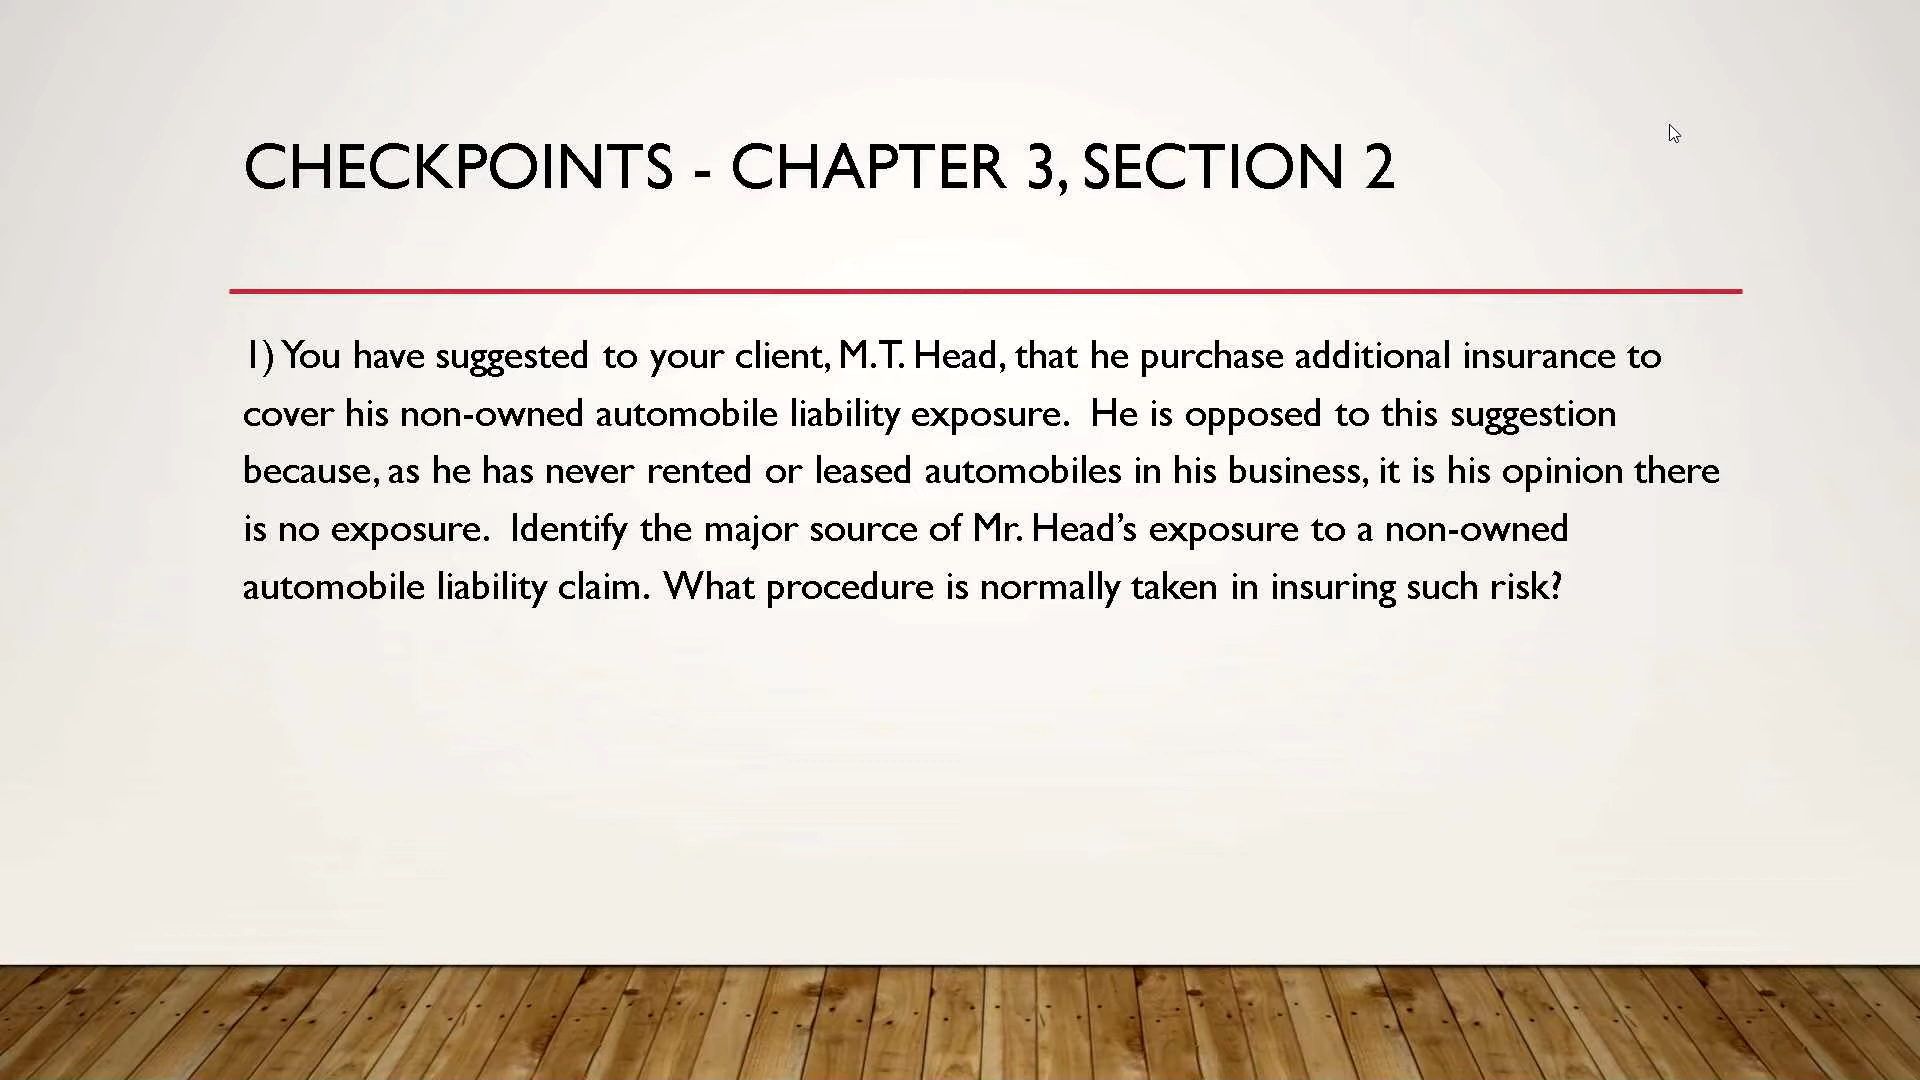 CHECKPOINTS - CHAPTER 3, SECTION 2
1) You have suggested to your client, M.T. Head, that he purchase additional insurance to
cover his non-owned automobile liability exposure.  He is opposed to this suggestion
because, as he has never rented or leased automobiles in his business, it is his opinion there
is no exposure.  Identify the major source of Mr. Head’s exposure to a non-owned
automobile liability claim.  What procedure is normally taken in insuring such risk?